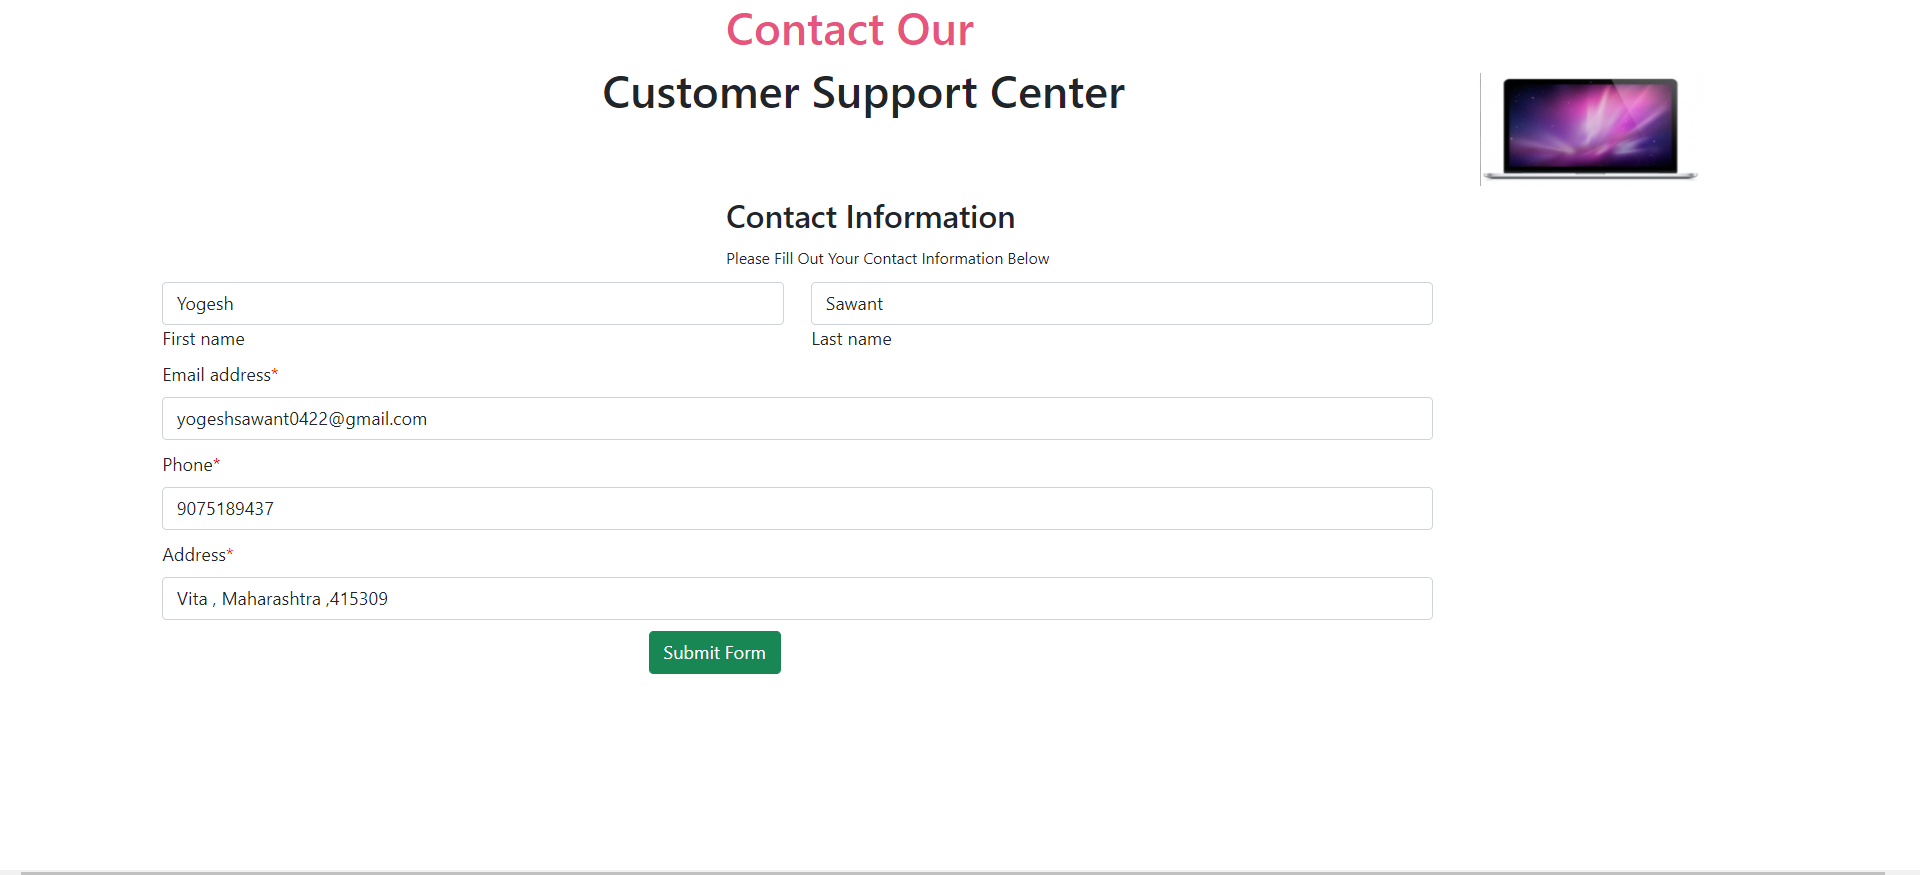 Contact Our
Customer Support Center
Contact Information
Please Fill Out Your Contact Information Below
Yogesh
Sawant
First name
Last name
Email address*
yogeshsawant0422@gmail.com
Phone*
9075189437
Address*
Vita , Maharashtra ,415309
Submit Form